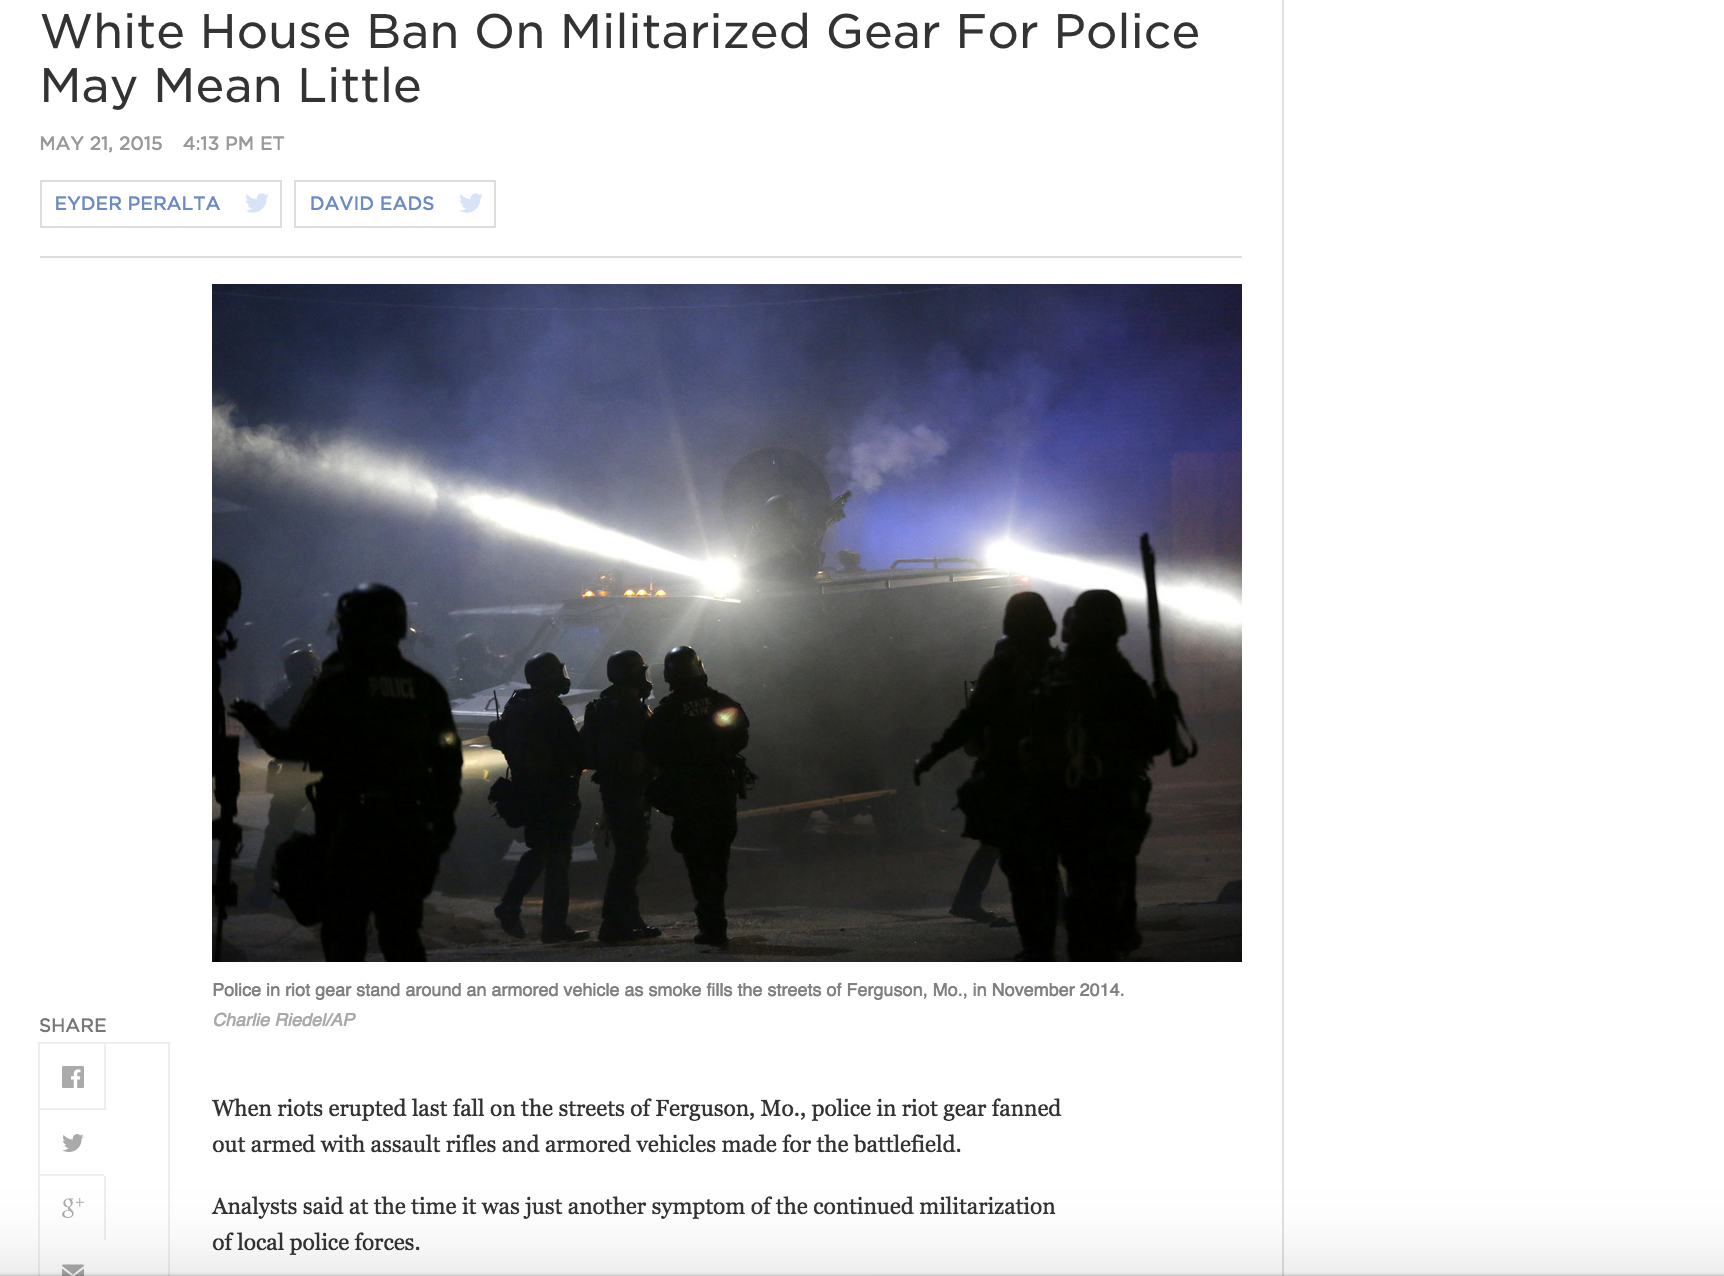 White House Ban On Militarized Gear For Police
May Mean Little
MAY 21, 2015 4:13 PM ET
EYDER PERALTA
DAVID EADS
POLICE
STATE
Police in riot gear stand around an armored vehicle as smoke fills the streets of Ferguson, Mo., in November 2014.
Charlie Riedel/AP
SHARE
g+
When riots erupted last fall on the streets of Ferguson, Mo., police in riot gear fanned
out armed with assault rifles and armored vehicles made for the battlefield.
Analysts said at the time it was just another symptom of the continued militarization
of local police forces.